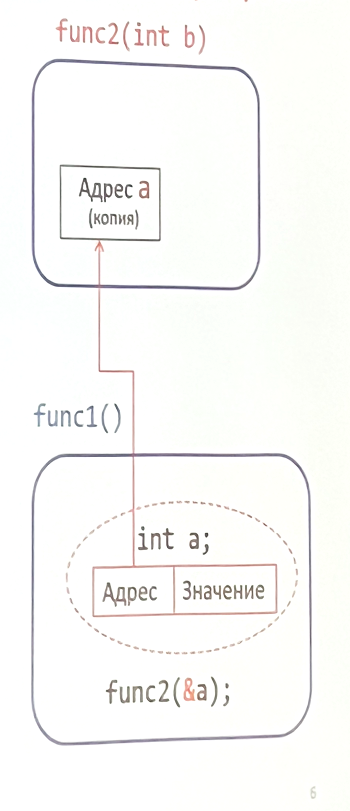 func2(int b)
Адрес a
(копия)
func1()
int a;
Адрес Значение
func2(&a);
6